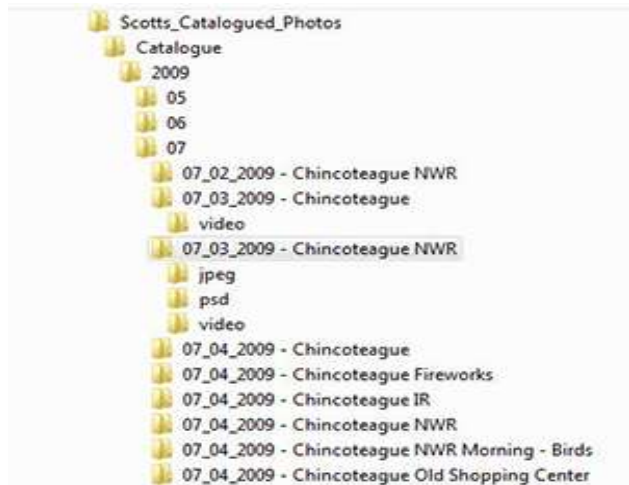 Scotts_Catalogued_Photos
Catalogue
2009
05
06
07
07_02_2009 - Chincoteague NWR
07_03_2009 - Chincoteague
video
07_03_2009 - Chincoteague NWR
jpeg
psd
video
07_04_2009 - Chincoteague
07_04_2009 - Chincoteague Fireworks
07_04_2009 - Chincoteague IR
07_04_2009 - Chincoteague NWR
07_04_2009 - Chincoteague NWR Morning - Birds
07_04_2009 - Chincoteague Old Shopping Center